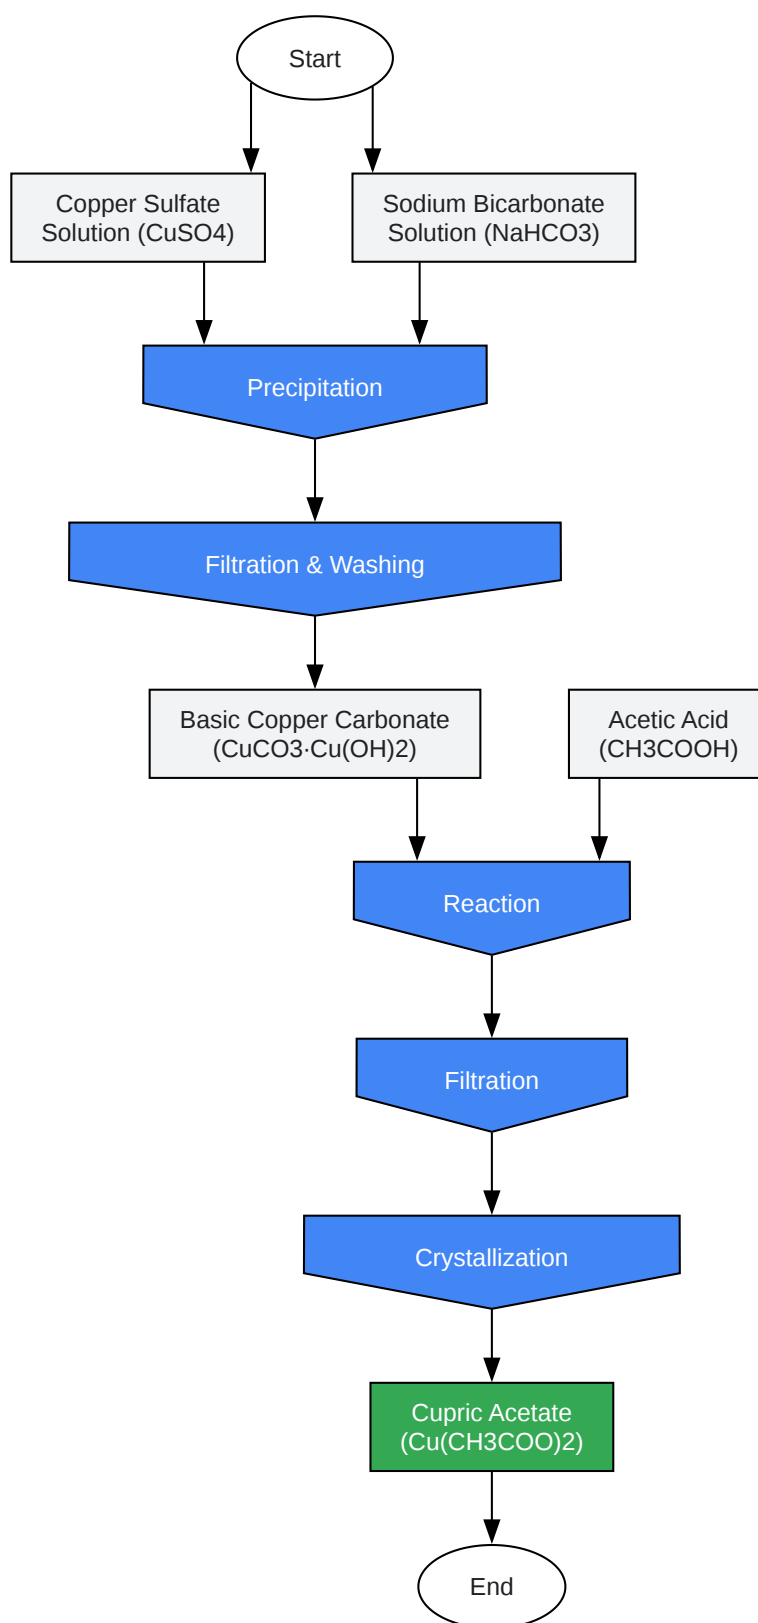 Start
Copper Sulfate
Solution (CuSO4)
Sodium Bicarbonate
Solution (NaHCO3)
Precipitation
Filtration & Washing
Basic Copper Carbonate
(CuCO3·Cu(OH)2)
Acetic Acid
(CH3COOH)
Reaction
Filtration
Crystallization
Cupric Acetate
(Cu(CH3COO)2)
End